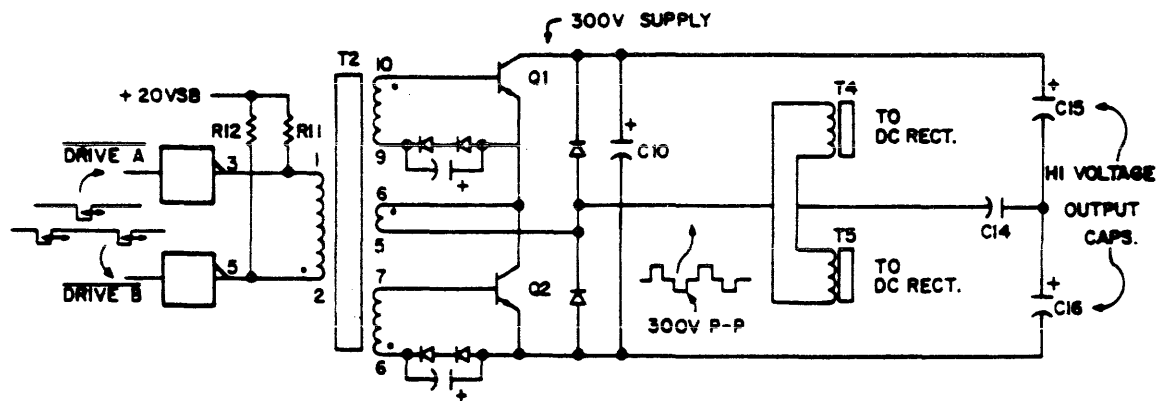 300V SUPPLY
T2
10
Q1
T4
+
C15
+ 20VSB
R12
R11
+
C10
TO
DC RECT.
DRIVE A
3
1
9
+
HI VOLTAGE
6
5
C14
OUTPUT
CAPS.
T5
DRIVE B
5
2
7
Q2
300V P-P
TO
DC RECT.
+
C16
6
+